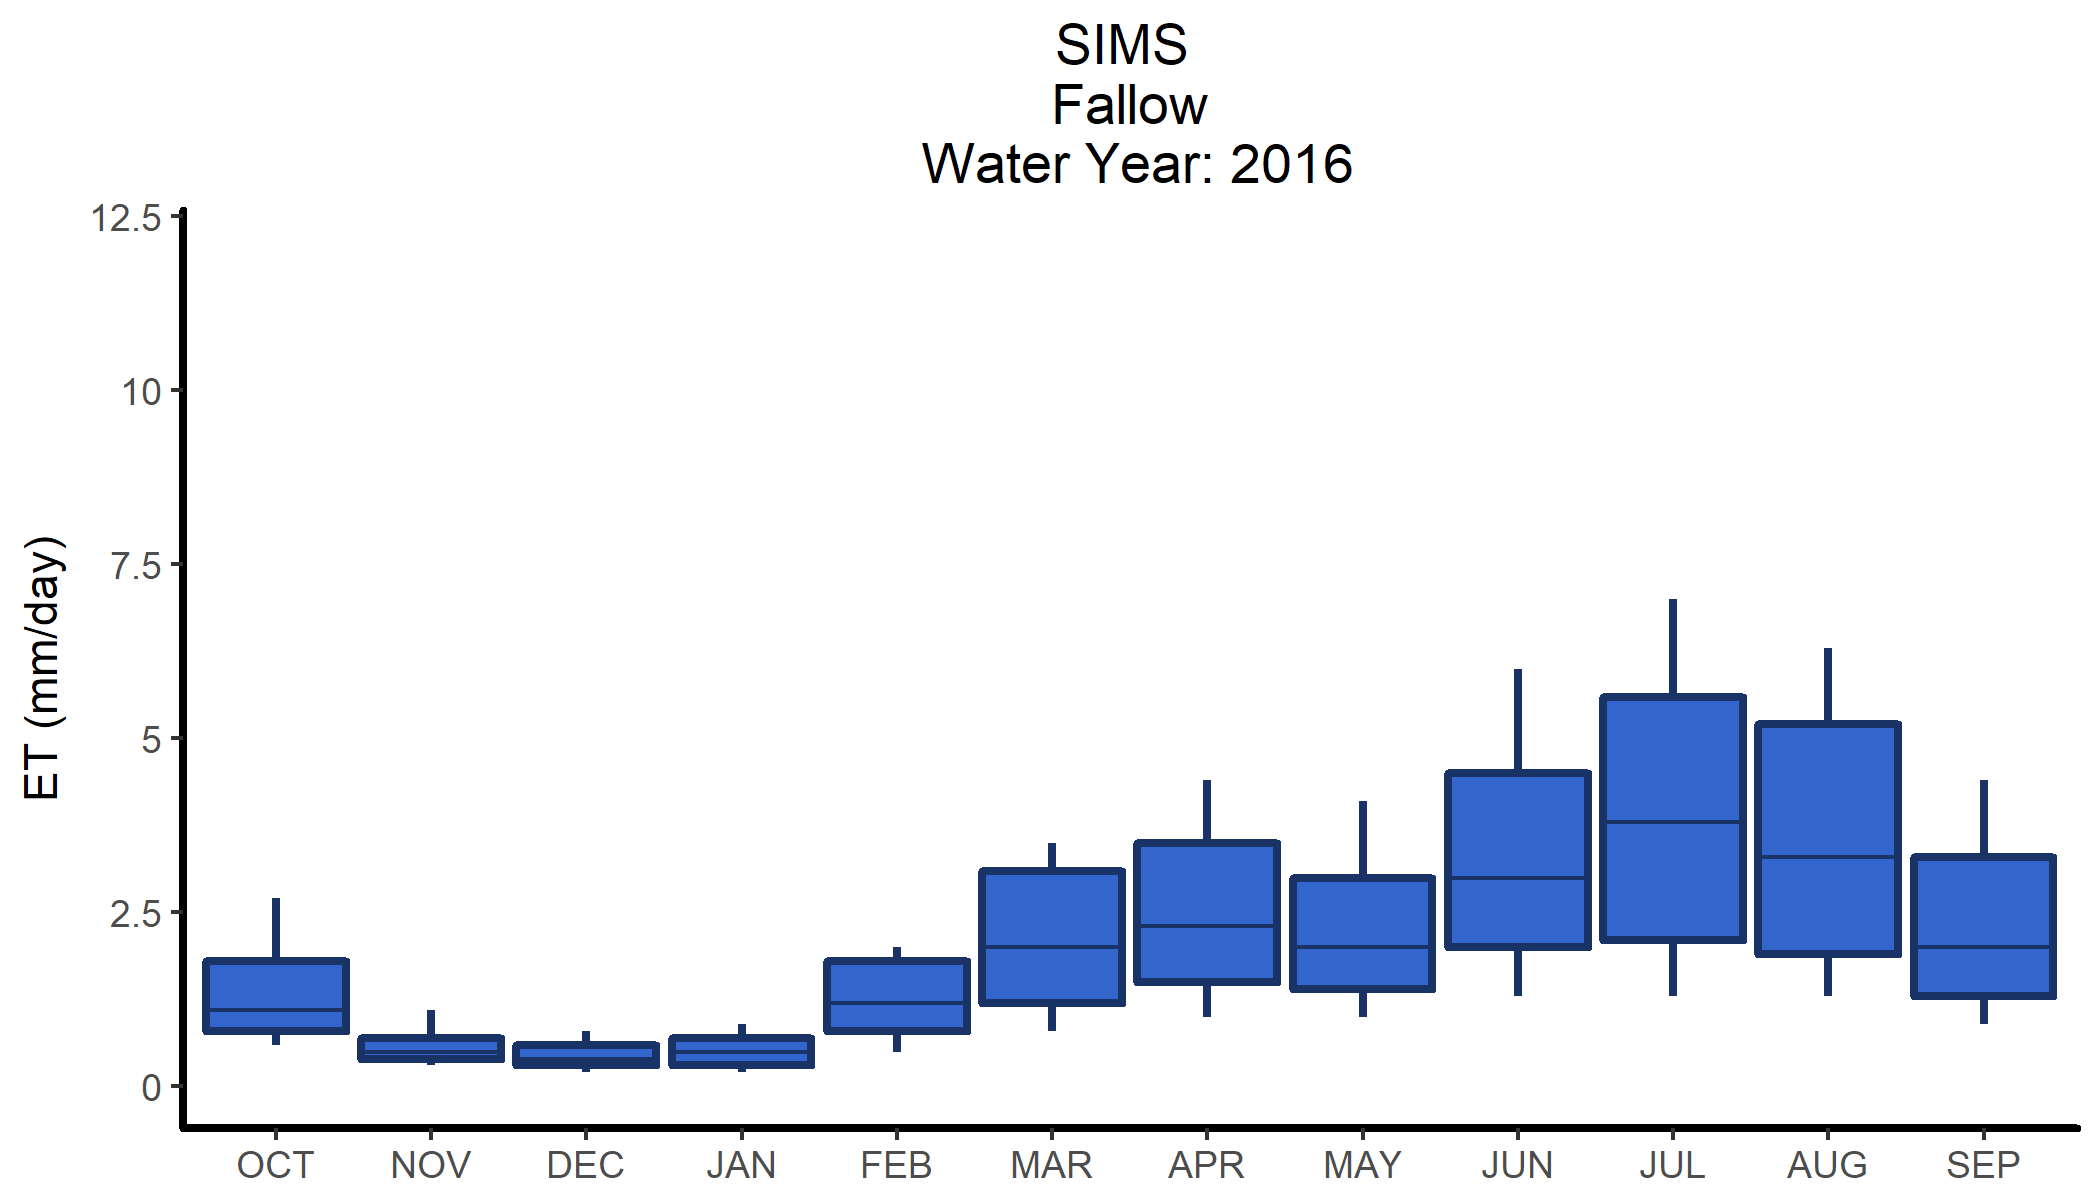 SIMS
Fallow
Water Year: 2016
12.5
10
7.5
5
2.5
0
ET (mm/day)
OCT NOV DEC JAN FEB MAR APR MAY JUN JUL AUG SEP